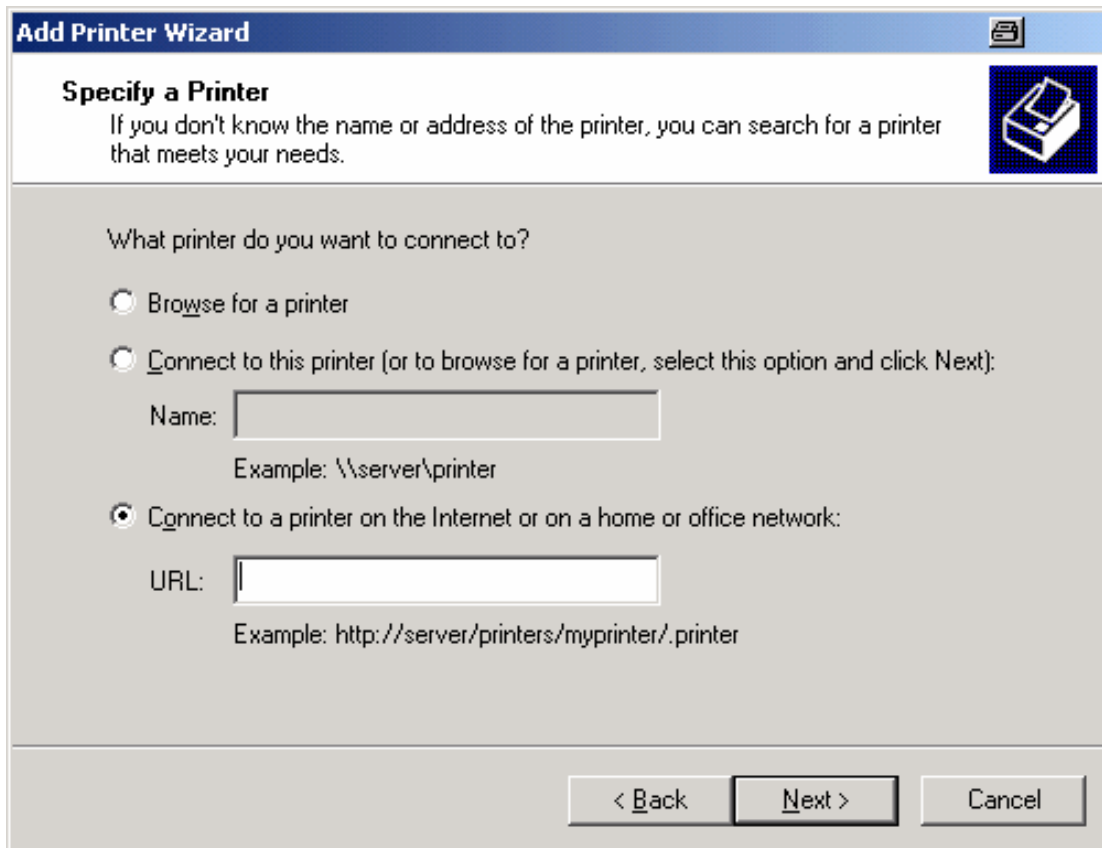 Add Printer Wizard
Specify a Printer
If you don't know the name or address of the printer, you can search for a printer
that meets your needs.
What printer do you want to connect to?
Browse for a printer
Connect to this printer (or to browse for a printer, select this option and click Next):
Name:
Example: \\server\printer
Connect to a printer on the Internet or on a home or office network:
URL:
Example: http://server/printers/myprinter/.printer
< Back Next > Cancel